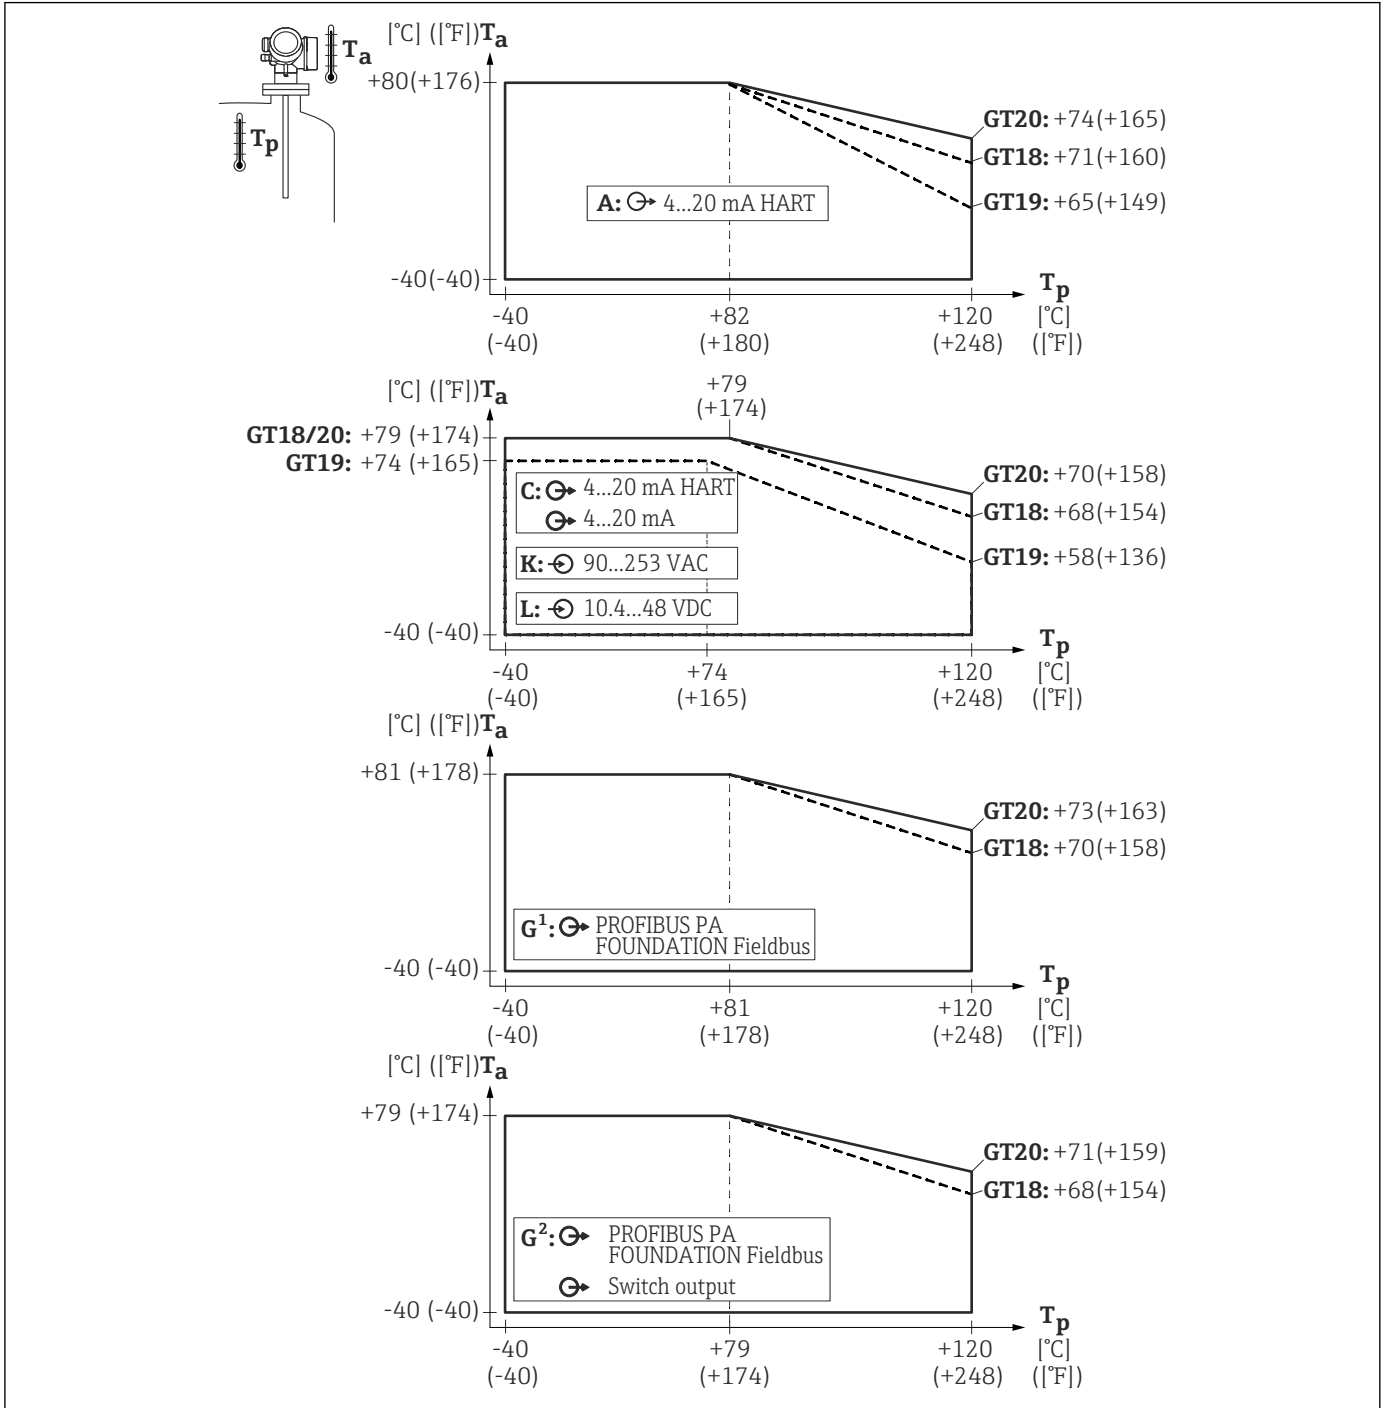 Ta
Tp
[°C] ([°F])Ta
+80(+176)
GT20: +74(+165)
GT18: +71(+160)
A: 4...20 mA HART
GT19: +65(+149)
-40(-40)
Tp
-40 +82 +120 [°C]
(-40) (+180) (+248) ([°F])
[°C] ([°F])Ta
+79
(+174)
GT18/20: +79 (+174)
GT19: +74 (+165)
GT20: +70(+158)
C: 4...20 mA HART
GT18: +68(+154)
4...20 mA
GT19: +58(+136)
K: 90...253 VAC
L: 10.4...48 VDC
-40 (-40)
Tp
-40 +74 +120 [°C]
(-40) (+165) (+248) ([°F])
[°C] ([°F])Ta
+81 (+178)
GT20: +73(+163)
GT18: +70(+158)
G1: PROFIBUS PA
FOUNDATION Fieldbus
-40 (-40)
Tp
-40 +81 +120 [°C]
(-40) (+178) (+248) ([°F])
[°C] ([°F])Ta
+79 (+174)
GT20: +71(+159)
GT18: +68(+154)
G2: PROFIBUS PA
FOUNDATION Fieldbus
Switch output
-40 (-40)
Tp
-40 +79 +120 [°C]
(-40) (+174) (+248) ([°F])